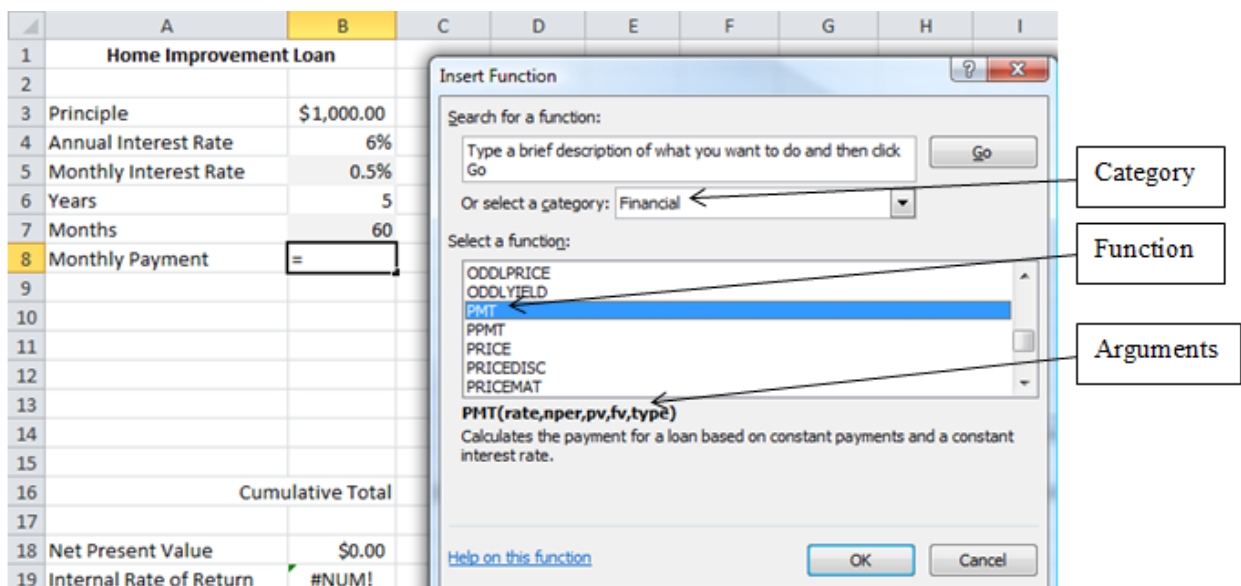 A B C D E F G H I
1 Home Improvement Loan
2
3 Principle $1,000.00
4 Annual Interest Rate 6%
5 Monthly Interest Rate 0.5%
6 Years 5
7 Months 60
8 Monthly Payment =
9
10
11
12
13
14
15
16 Cumulative Total
17
18 Net Present Value $0.00
19 Internal Rate of Return #NUM!
Insert Function
?
Search for a function:
Type a brief description of what you want to do and then click
Go
Go
Or select a category: Financial
Select a function:
ODDLPRICE
ODDLYIELD
PMT
PPMT
PRICE
PRICEDISC
PRICEMAT
PMT(rate,nper,pv,fv,type)
Calculates the payment for a loan based on constant payments and a constant
interest rate.
Help on this function
OK Cancel
Category
Function
Arguments